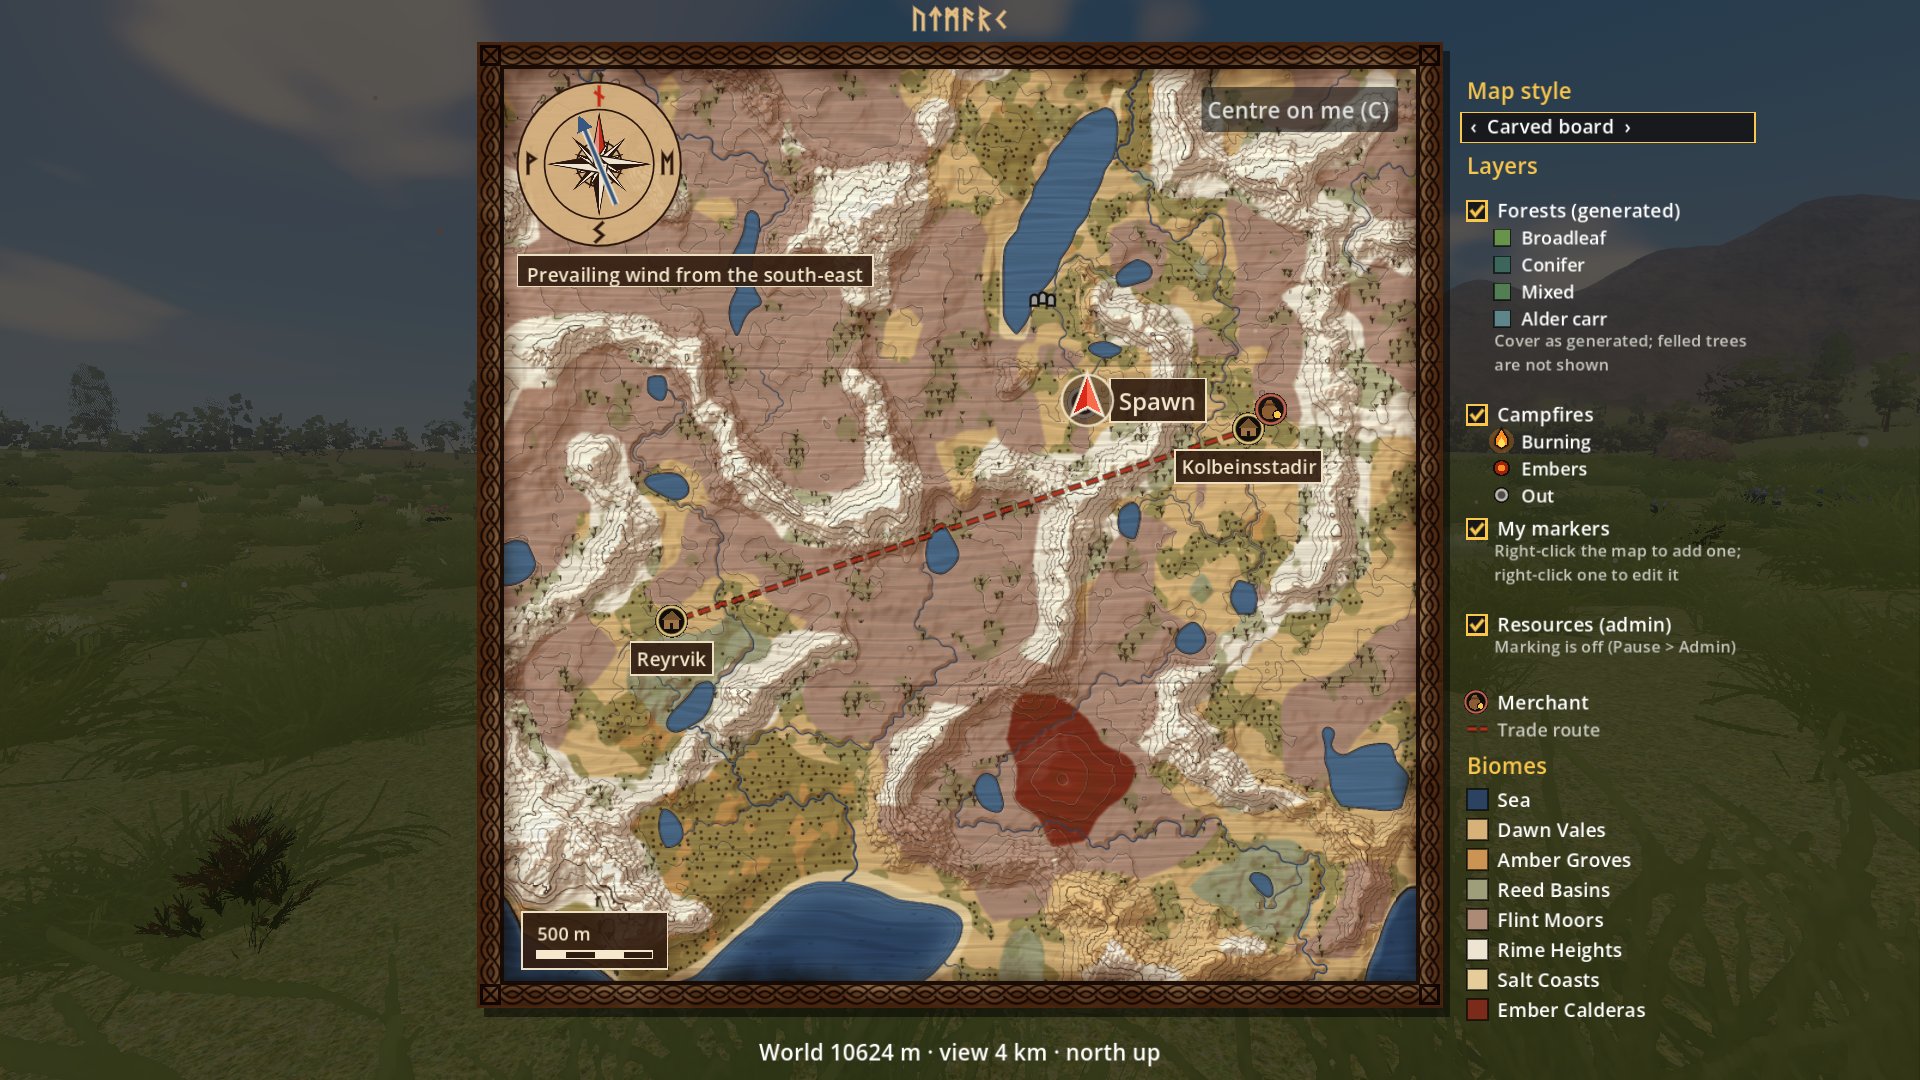 ᚢᛏᛗᚨᚱᚲ
Centre on me (C)
ᚹ
ᛗ
ᛊ
Prevailing wind from the south-east
Spawn
Kolbeinsstadir
Reyrvik
500 m
World 10624 m · view 4 km · north up
Map style
‹ Carved board ›
Layers
Forests (generated)
Broadleaf
Conifer
Mixed
Alder carr
Cover as generated; felled trees
are not shown
Campfires
Burning
Embers
Out
My markers
Right-click the map to add one;
right-click one to edit it
Resources (admin)
Marking is off (Pause > Admin)
Merchant
Trade route
Biomes
Sea
Dawn Vales
Amber Groves
Reed Basins
Flint Moors
Rime Heights
Salt Coasts
Ember Calderas